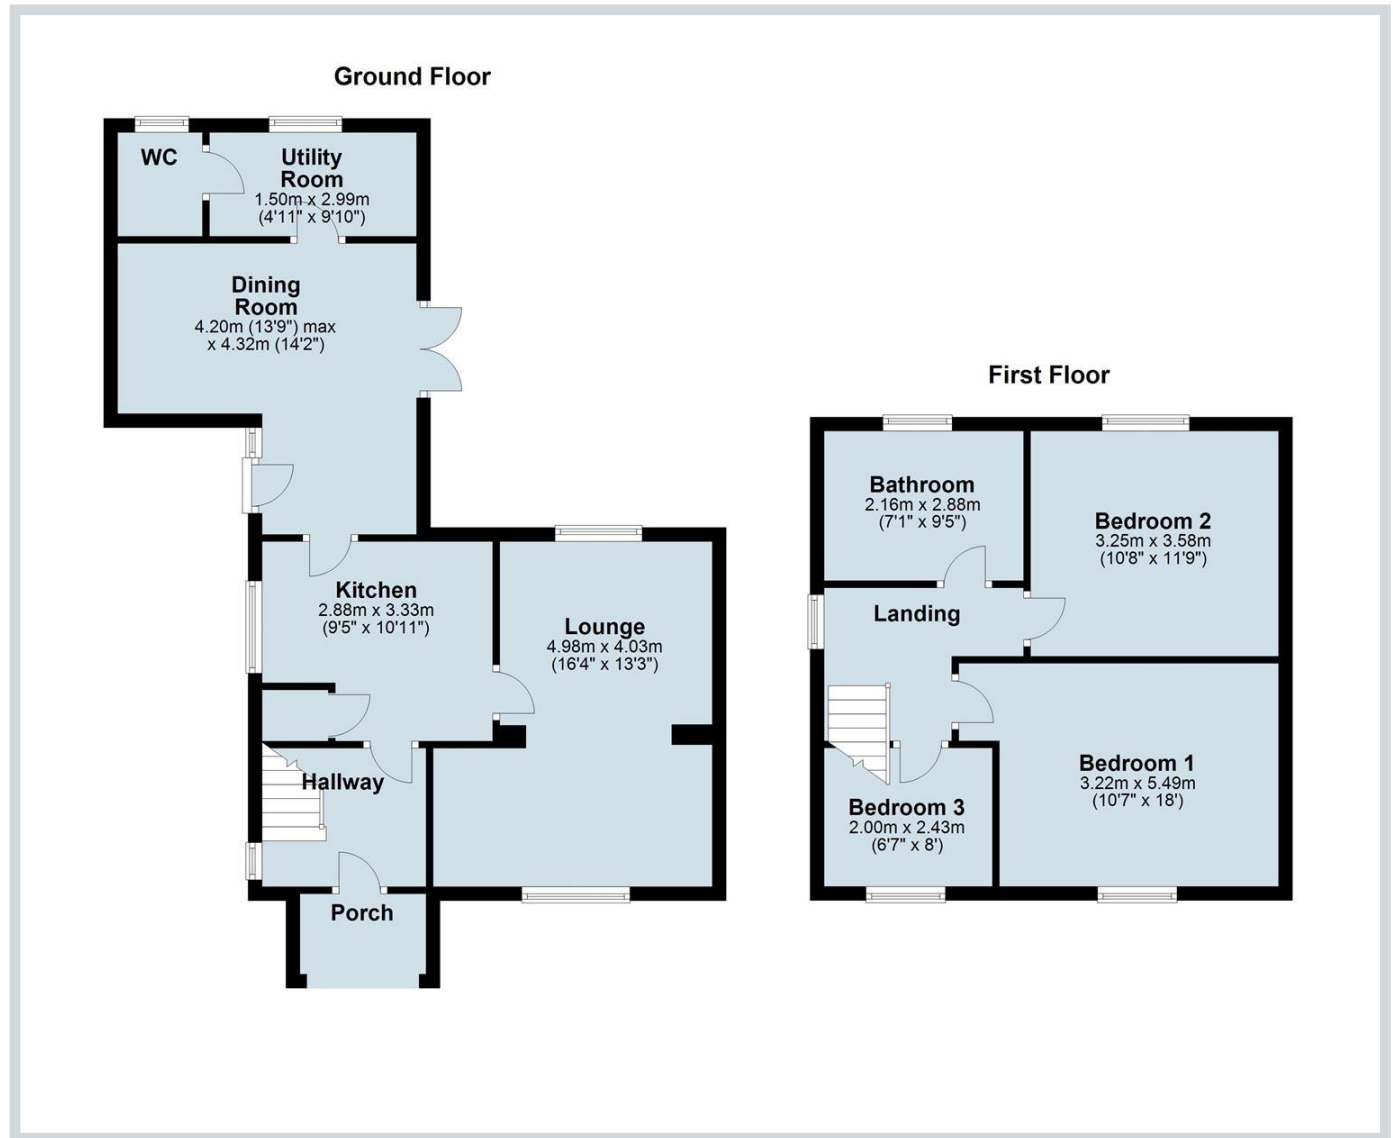 Ground Floor
WC
Utility
Room
1.50m x 2.99m
(4'11" x 9'10")
Dining
Room
4.20m (13'9") max
x 4.32m (14'2")
Kitchen
2.88m x 3.33m
(9'5" x 10'11")
Lounge
4.98m x 4.03m
(16'4" x 13'3")
Hallway
Porch
First Floor
Bathroom
2.16m x 2.88m
(7'1" x 9'5")
Bedroom 2
3.25m x 3.58m
(10'8" x 11'9")
Landing
Bedroom 1
3.22m x 5.49m
(10'7" x 18')
Bedroom 3
2.00m x 2.43m
(6'7" x 8')